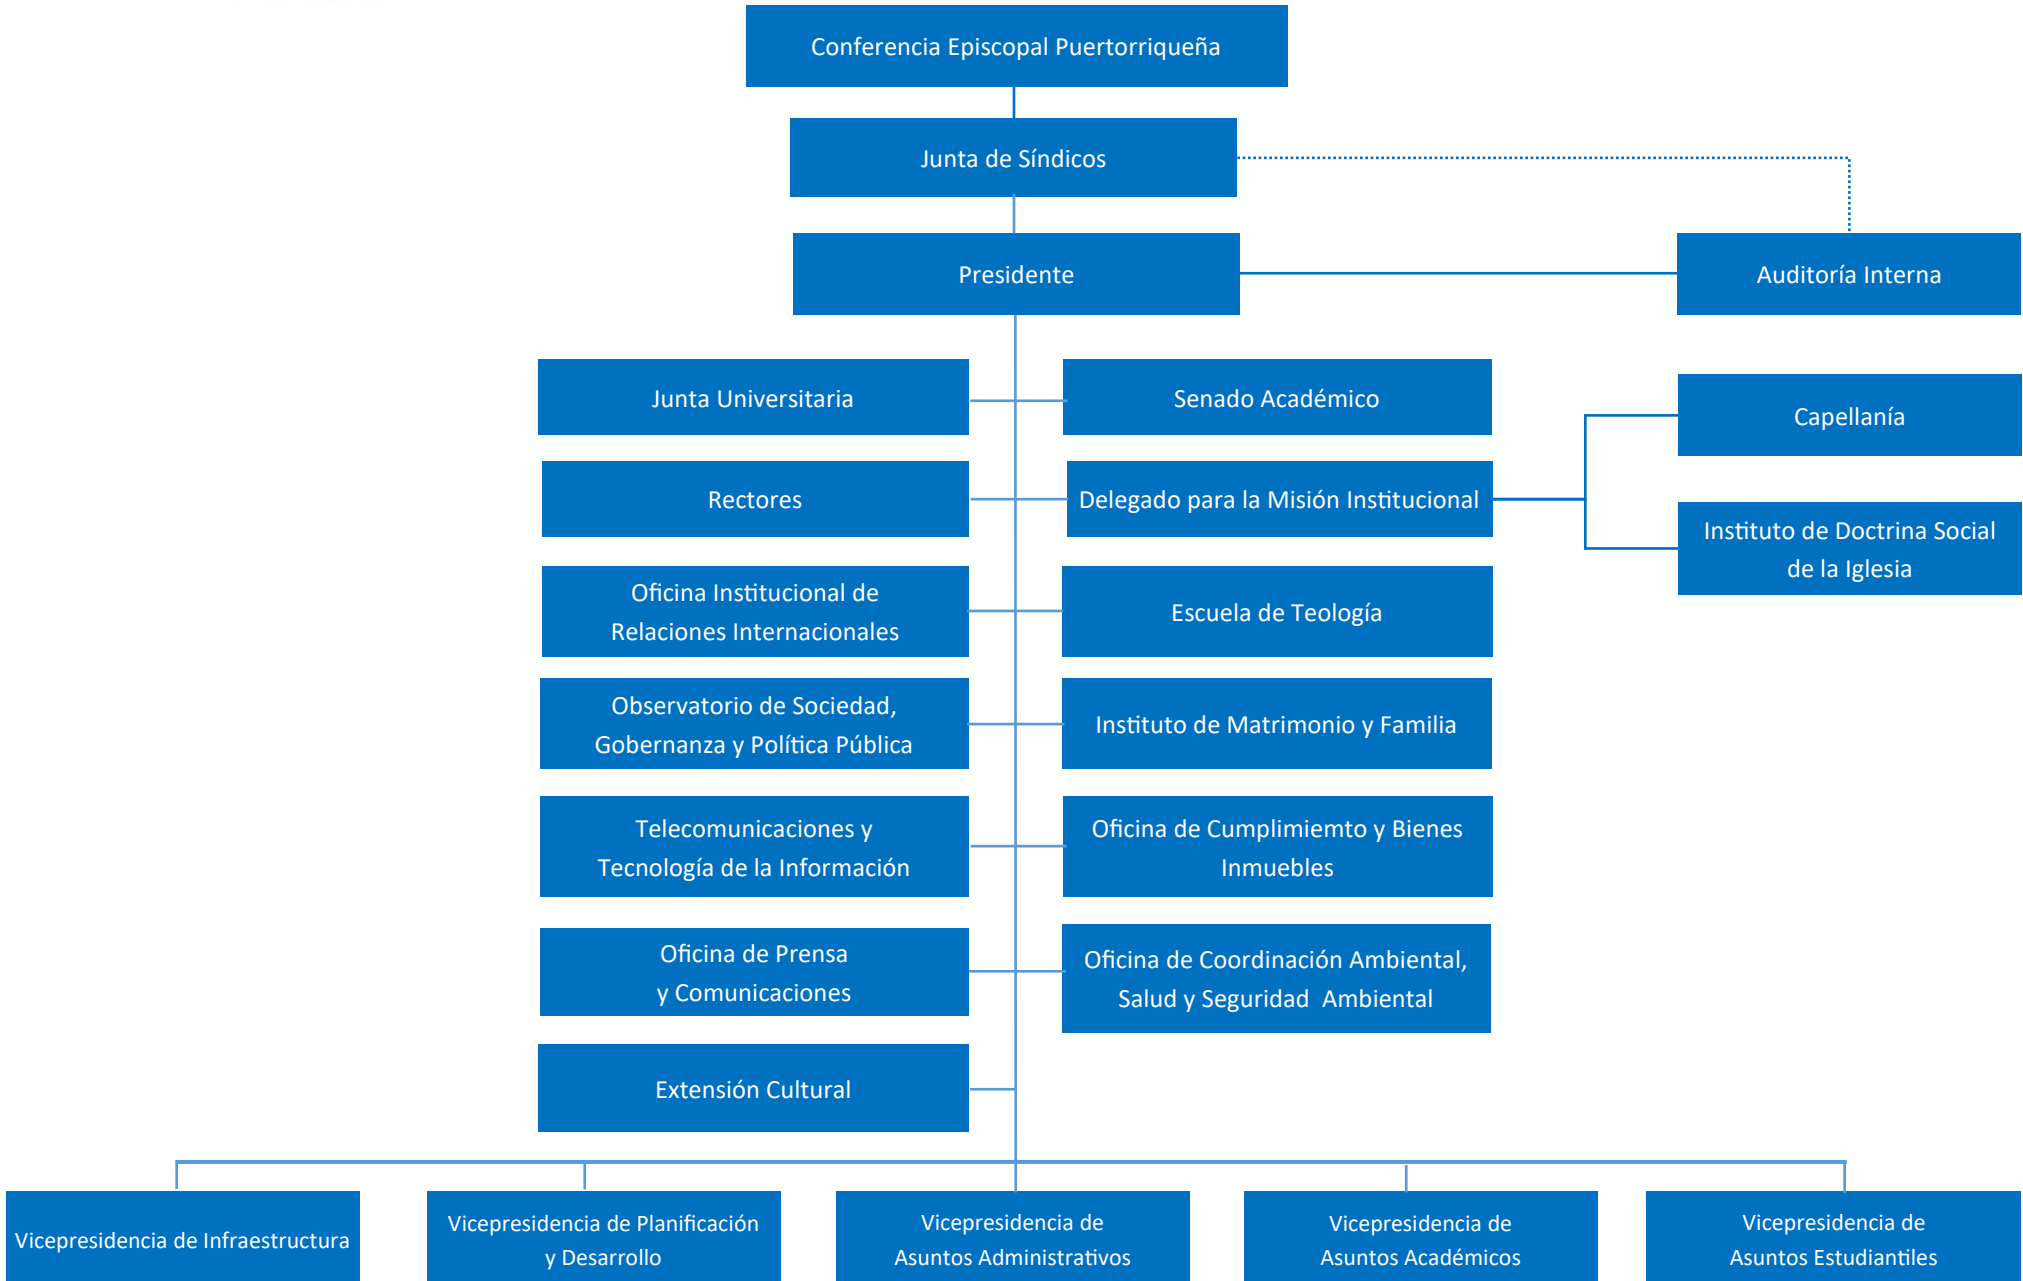 Conferencia Episcopal Puertorriqueña
Junta de Síndicos
Presidente
Auditoría Interna
Junta Universitaria
Senado Académico
Capellanía
Rectores
Delegado para la Misión Institucional
Instituto de Doctrina Social
de la Iglesia
Oficina Institucional de
Relaciones Internacionales
Escuela de Teología
Observatorio de Sociedad,
Gobernanza y Política Pública
Instituto de Matrimonio y Familia
Telecomunicaciones y
Tecnología de la Información
Oficina de Cumplimiemto y Bienes
Inmuebles
Oficina de Prensa
y Comunicaciones
Oficina de Coordinación Ambiental,
Salud y Seguridad Ambiental
Extensión Cultural
Vicepresidencia de Infraestructura
Vicepresidencia de Planificación
y Desarrollo
Vicepresidencia de
Asuntos Administrativos
Vicepresidencia de
Asuntos Académicos
Vicepresidencia de
Asuntos Estudiantiles